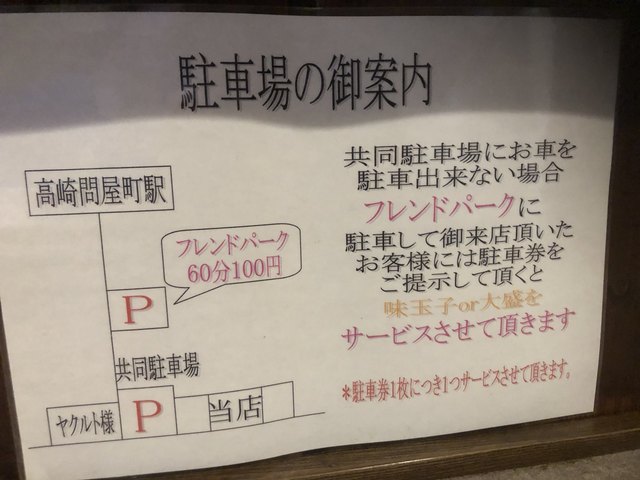 駐車場の御案内
高崎問屋町駅
フレンドパーク
60分100円
P
共同駐車場
ヤクルト様
P
当店
共同駐車場にお車を
駐車出来ない場合
フレンドパークに
駐車して御来店頂いた
お客様には駐車券を
ご提示して頂くと
味玉子or大盛を
サービスさせて頂きます
*駐車券1枚につき1つサービスさせて頂きます。